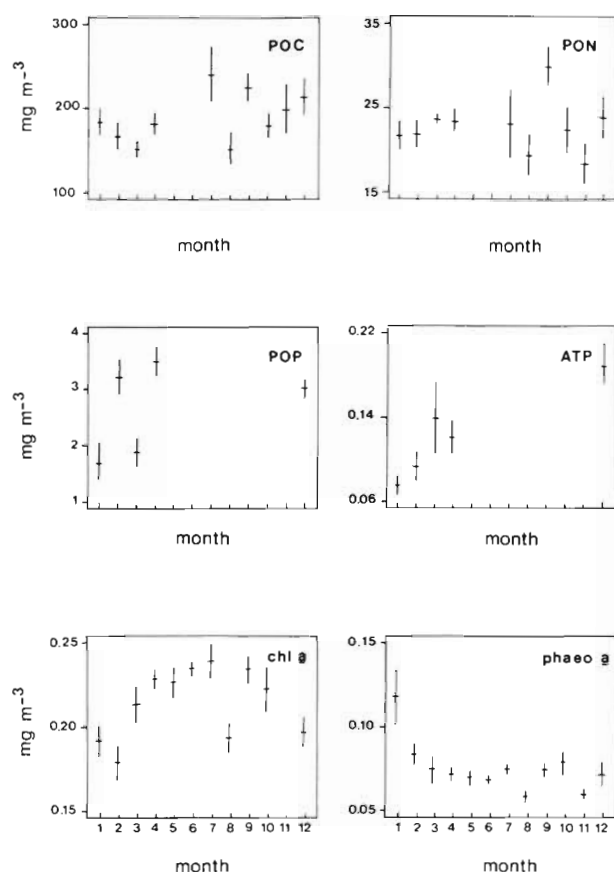 POC
300
200
100
mg m-3
month
PON
35
25
15
month
POP
4
3
2
1
mg m-3
month
ATP
0.22
0.14
0.06
month
chl a
0.25
0.20
0.15
mg m-3
1 2 3 4 5 6 7 8 9 10 11 12
month
phaeo a
0.15
0.10
0.05
1 2 3 4 5 6 7 8 9 10 11 12
month